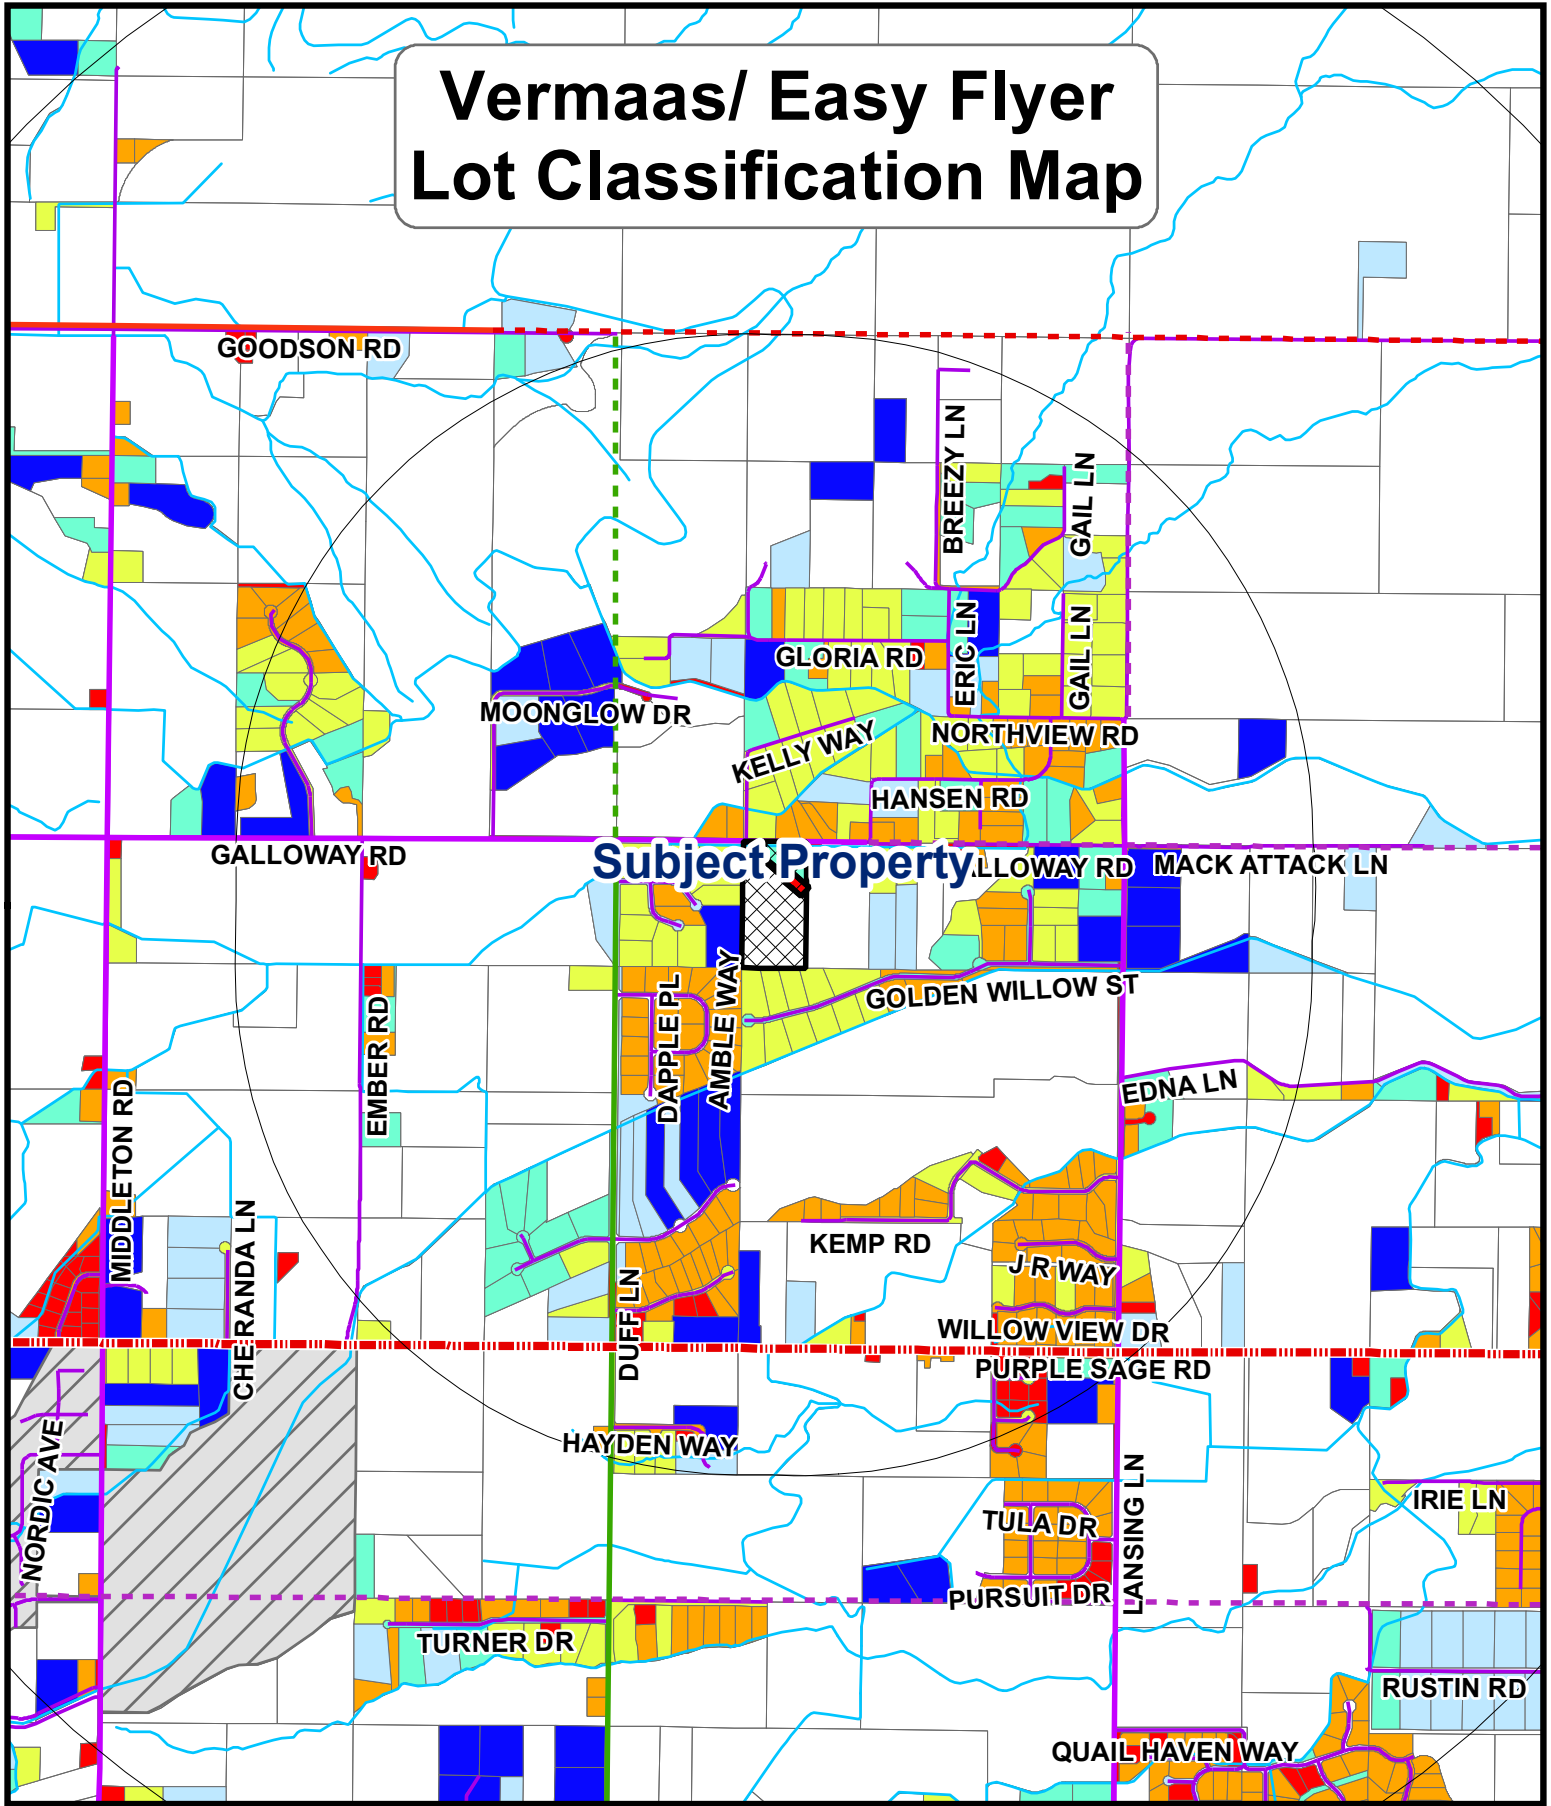 Vermaas/ Easy Flyer
Lot Classification Map
GOODSON RD
BREEZY LN
GAIL LN
ERIC LN
GAIL LN
GLORIA RD
MOONGLOW DR
KELLY WAY
NORTHVIEW RD
HANSEN RD
GALLOWAY RD
Subject Property
ALLOWAY RD
MACK ATTACK LN
GOLDEN WILLOW ST
EMBER RD
DAPPLE PL
AMBLE WAY
EDNA LN
MIDDLETON RD
CHERANDA LN
KEMP RD
J R WAY
DUFF LN
WILLOW VIEW DR
PURPLE SAGE RD
HAYDEN WAY
NORDIC AVE
LANSING LN
IRIE LN
TULA DR
PURSUIT DR
TURNER DR
RUSTIN RD
QUAIL HAVEN WAY